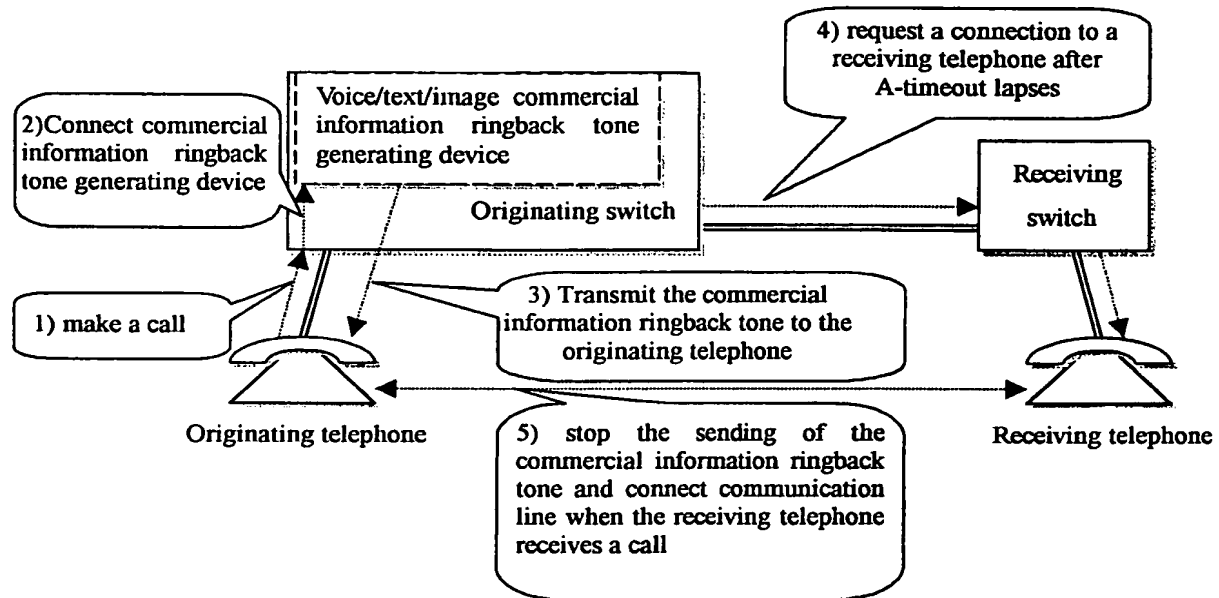 4) request a connection to a
receiving telephone after
A-timeout lapses
Voice/text/image commercial
information ringback tone
generating device
2)Connect commercial
information ringback
tone generating device
Originating switch
Receiving
switch
1) make a call
3) Transmit the commercial
information ringback tone to the
originating telephone
Originating telephone
Receiving telephone
5) stop the sending of the
commercial information ringback
tone and connect communication
line when the receiving telephone
receives a call